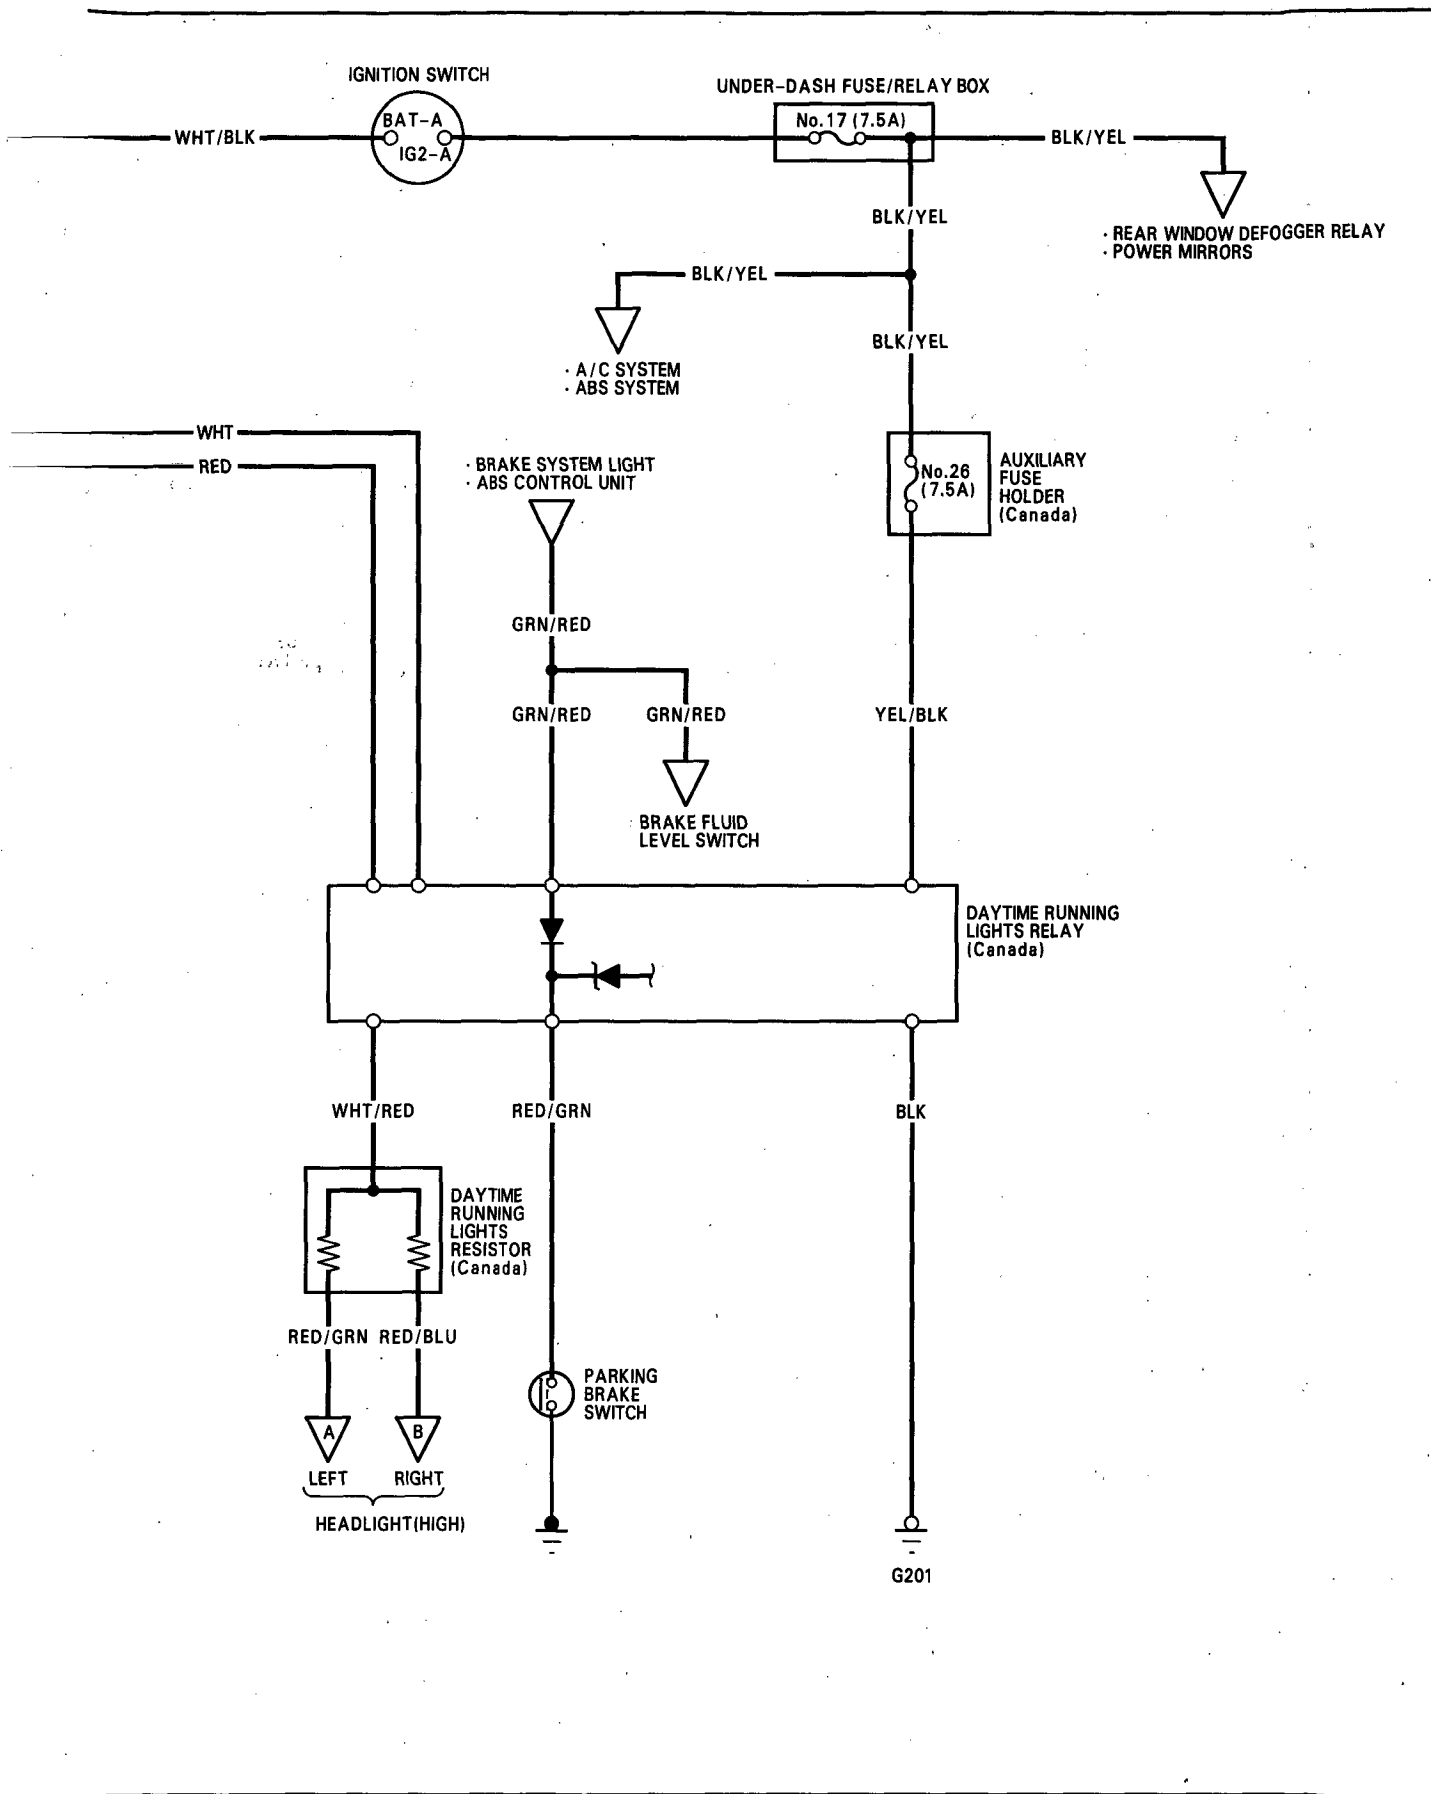 IGNITION SWITCH
UNDER-DASH FUSE/RELAY BOX
BAT-A
No.17 (7.5A)
WHT/BLK
BLK/YEL
IG2-A
BLK/YEL
· REAR WINDOW DEFOGGER RELAY
· POWER MIRRORS
BLK/YEL
BLK/YEL
· A/C SYSTEM
· ABS SYSTEM
WHT
RED
· BRAKE SYSTEM LIGHT
· ABS CONTROL UNIT
No.26
(7.5A)
AUXILIARY
FUSE
HOLDER
(Canada)
GRN/RED
GRN/RED
GRN/RED
YEL/BLK
BRAKE FLUID
LEVEL SWITCH
DAYTIME RUNNING
LIGHTS RELAY
(Canada)
WHT/RED
RED/GRN
BLK
DAYTIME
RUNNING
LIGHTS
RESISTOR
(Canada)
RED/GRN
RED/BLU
PARKING
BRAKE
SWITCH
A
B
LEFT
RIGHT
HEADLIGHT(HIGH)
G201